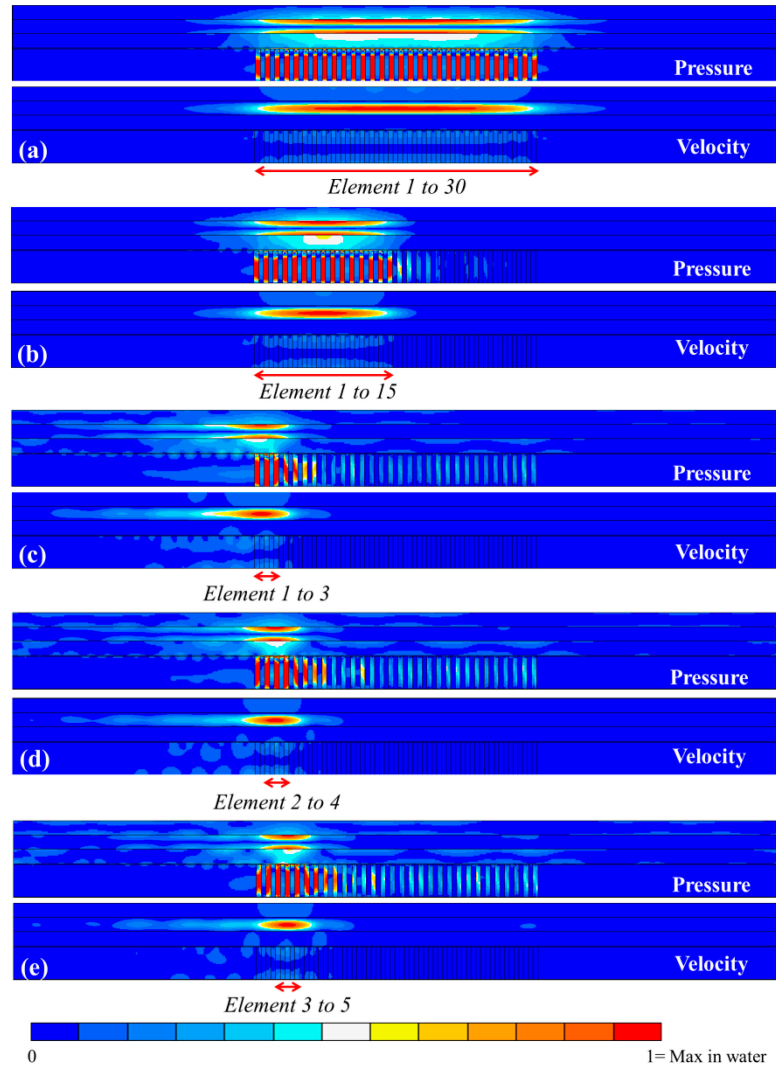 Pressure
(a)
Velocity
Element 1 to 30
Pressure
(b)
Velocity
Element 1 to 15
Pressure
(c)
Velocity
Element 1 to 3
Pressure
(d)
Velocity
Element 2 to 4
Pressure
(e)
Velocity
Element 3 to 5
0
1= Max in water